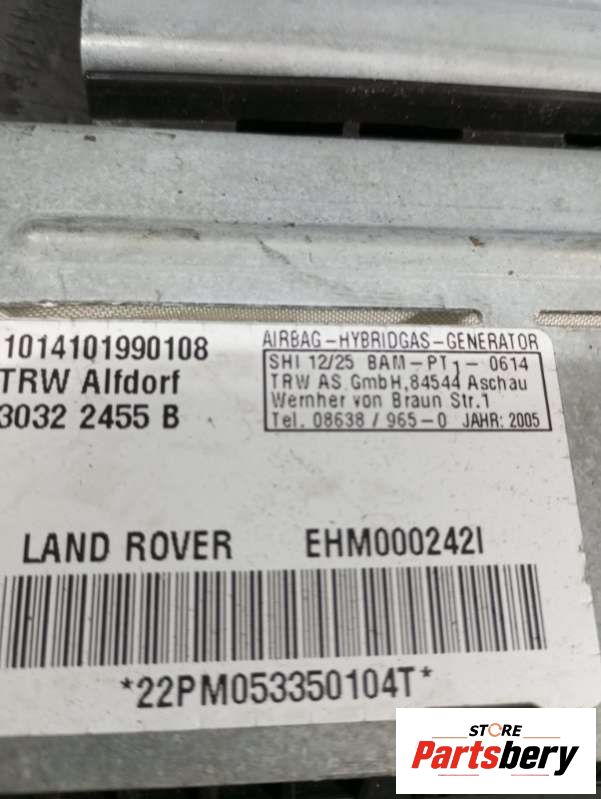 1014101990108
TRW Alfdorf
3032 2455 B
AIRBAG-HYBRIDGAS-GENERATOR
SHI 12/25 BAM-PT1-0614
TRW AS GmbH, 84544 Aschau
Wernher von Braun Str.1
Tel. 08638 / 965-0 JAHR: 2005
LAND ROVER EHM000242I
*22PM053350104T*
STORE
Partsbery